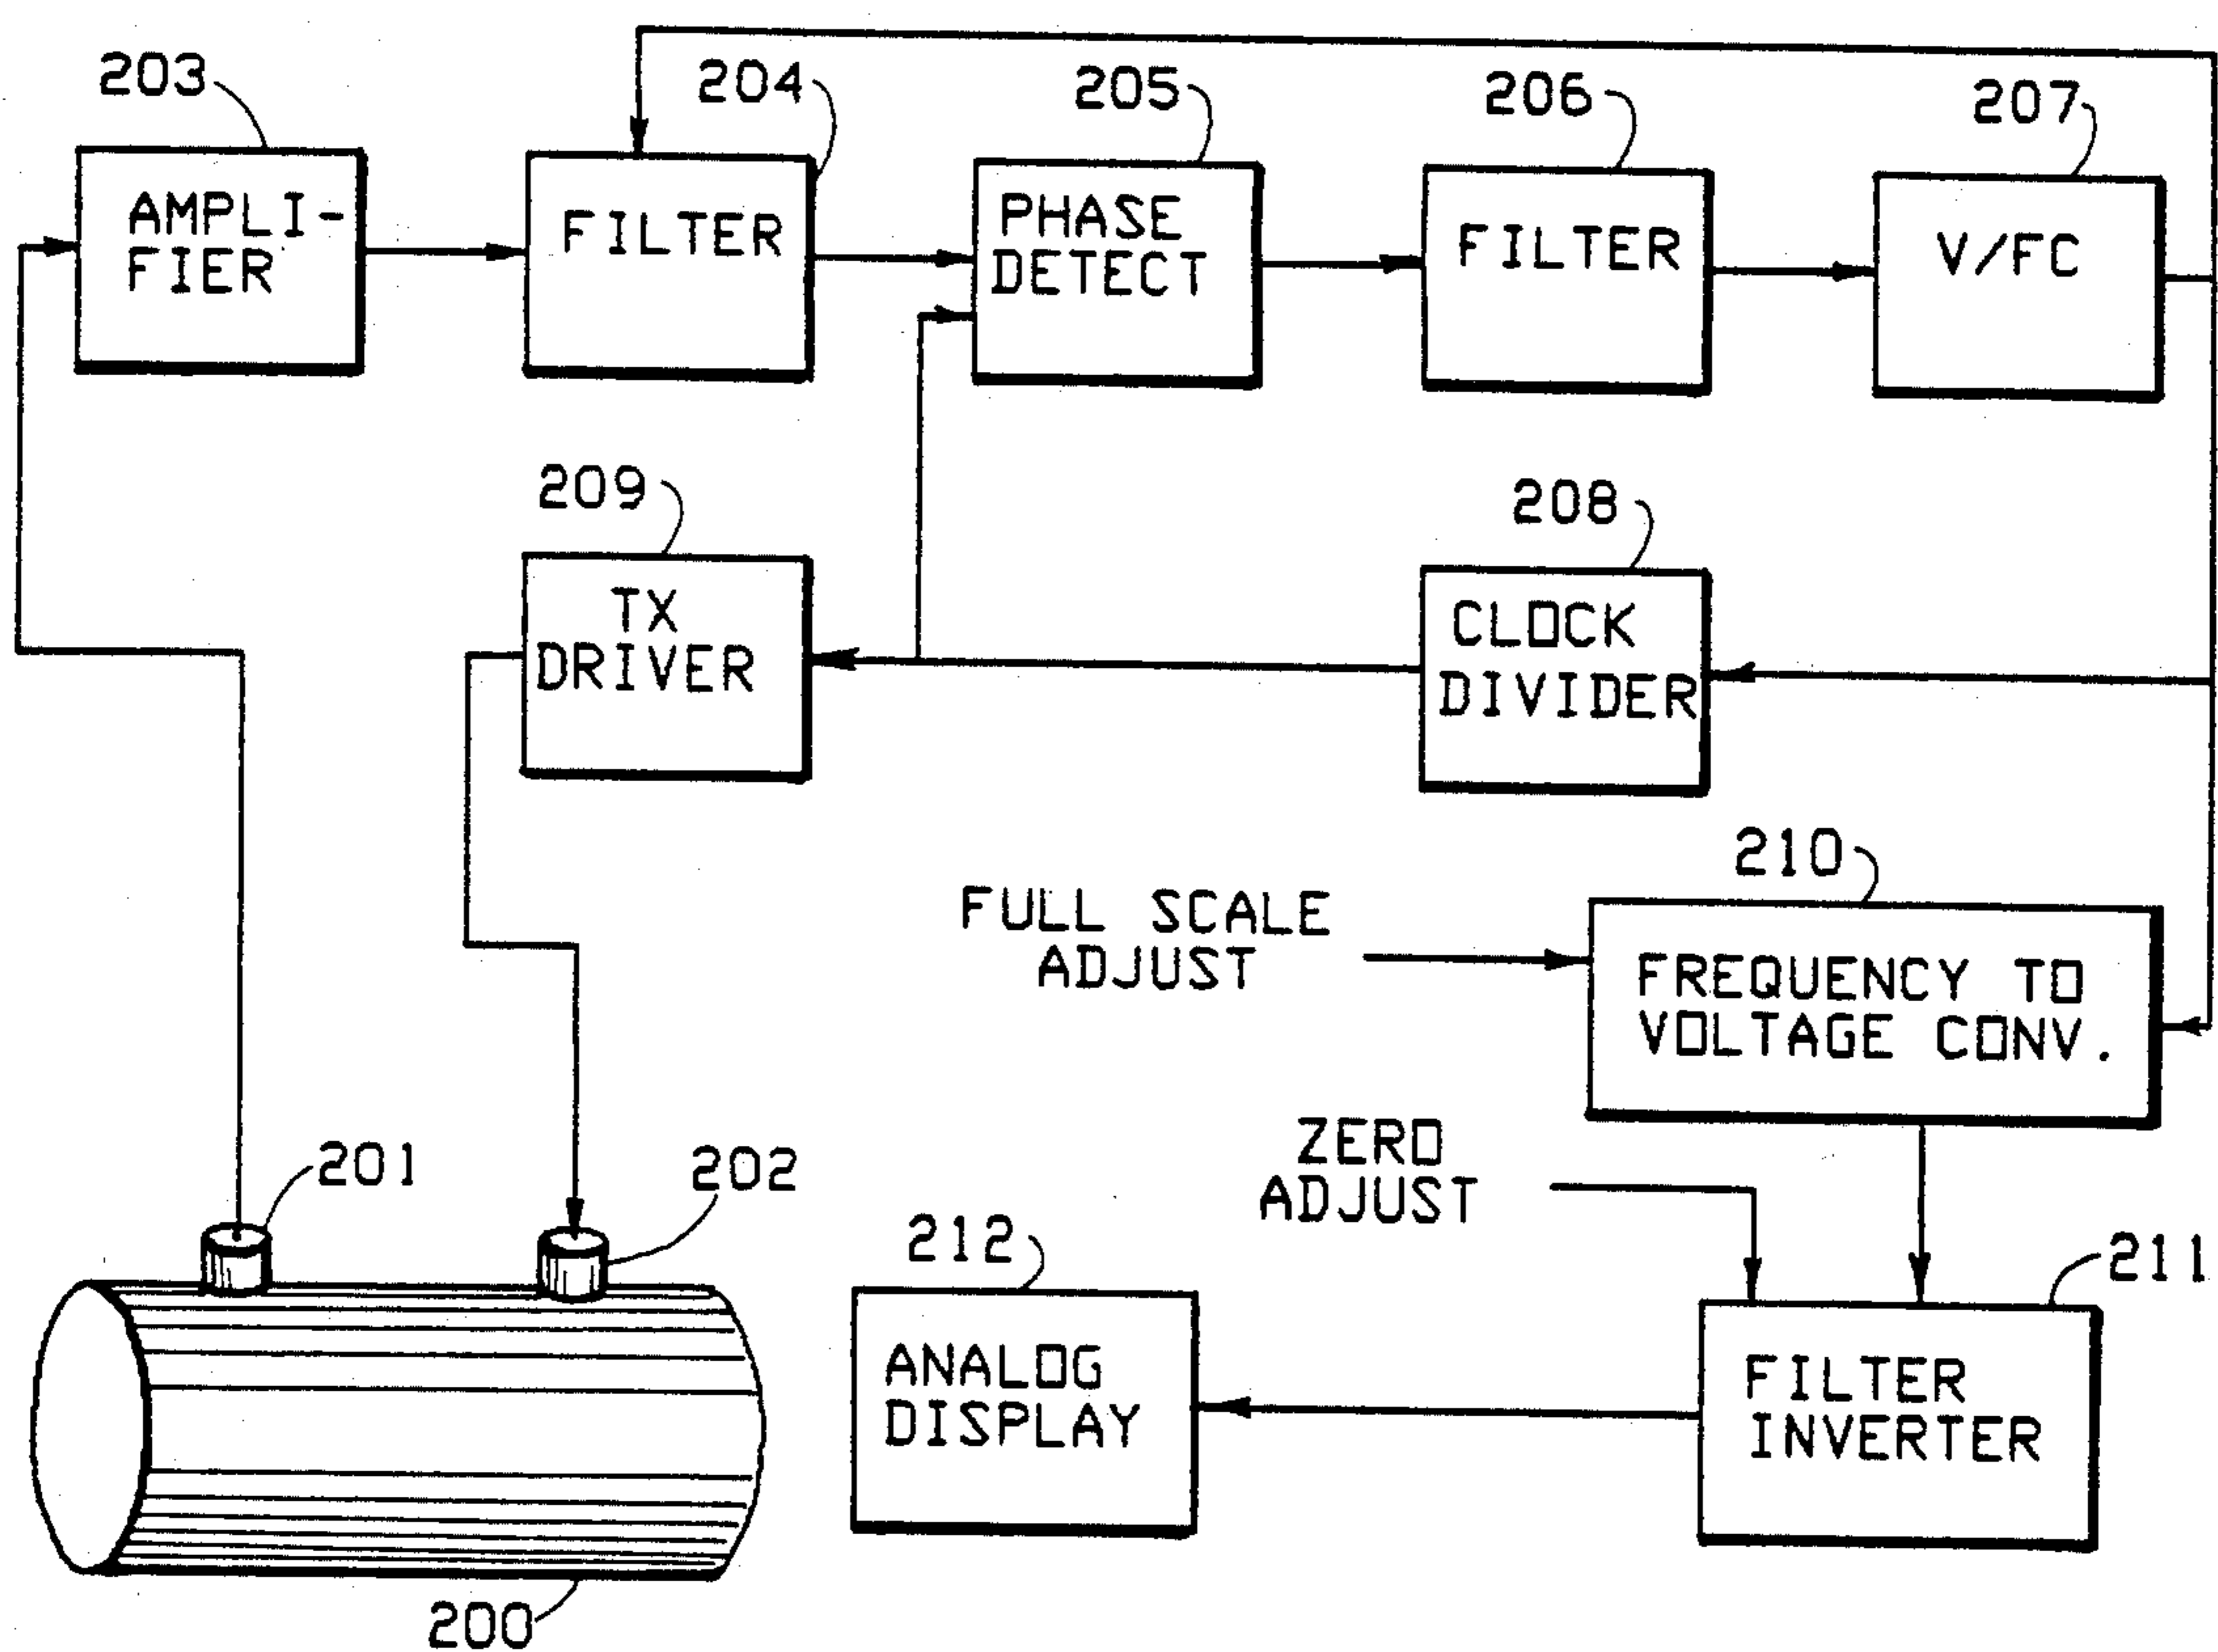 203
204
205
206
207
AMPLI-
FIER
FILTER
PHASE
DETECT
FILTER
V/FC
209
208
TX
DRIVER
CLOCK
DIVIDER
210
FULL SCALE
ADJUST
FREQUENCY TO
VOLTAGE CONV.
ZERO
ADJUST
201
202
212
211
ANALOG
DISPLAY
FILTER
INVERTER
200